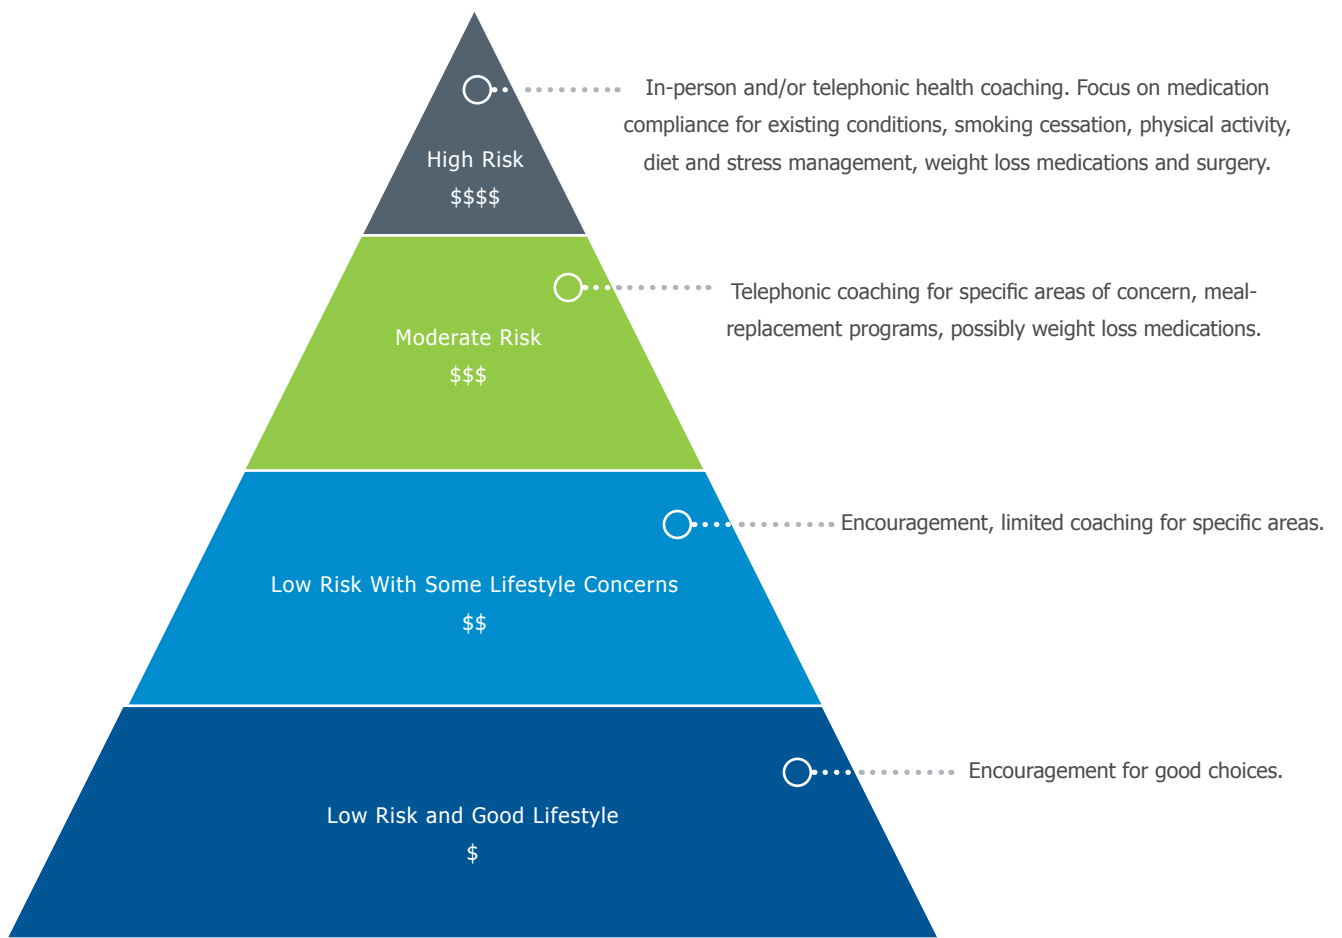 In-person and/or telephonic health coaching. Focus on medication
compliance for existing conditions, smoking cessation, physical activity,
diet and stress management, weight loss medications and surgery.
High Risk
$$$$
Telephonic coaching for specific areas of concern, meal-
replacement programs, possibly weight loss medications.
Moderate Risk
$$$
Encouragement, limited coaching for specific areas.
Low Risk With Some Lifestyle Concerns
$$
Encouragement for good choices.
Low Risk and Good Lifestyle
$